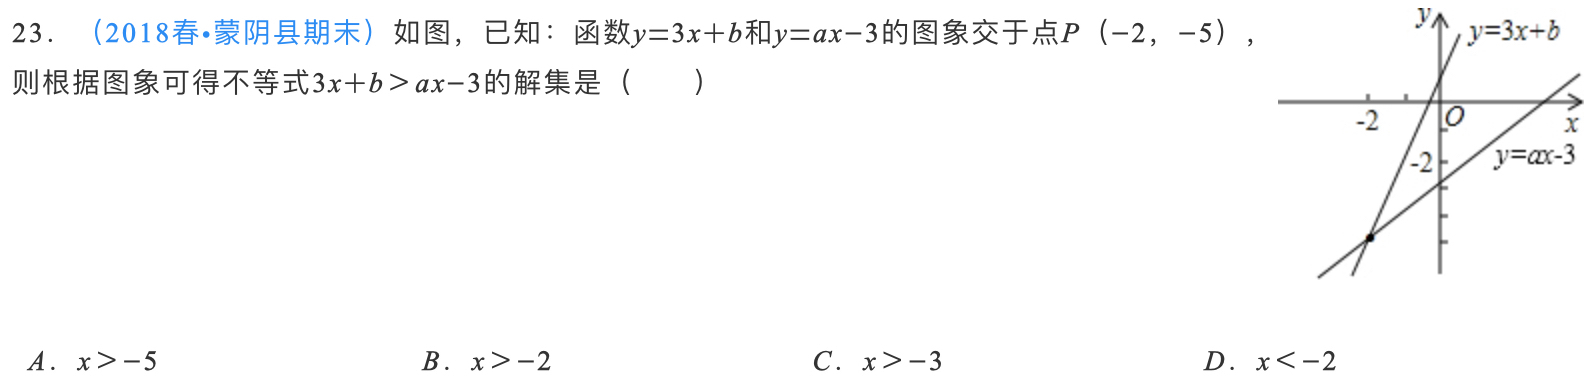 23. （2018春•蒙阴县期末）如图，已知：函数y=3x+b和y=ax−3的图象交于点P（−2，−5），
则根据图象可得不等式3x+b>ax−3的解集是（　　）
y
y=3x+b
-2
O
x
-2
y=ax-3
A. x>−5　B. x>−2　C. x>−3　D. x<−2